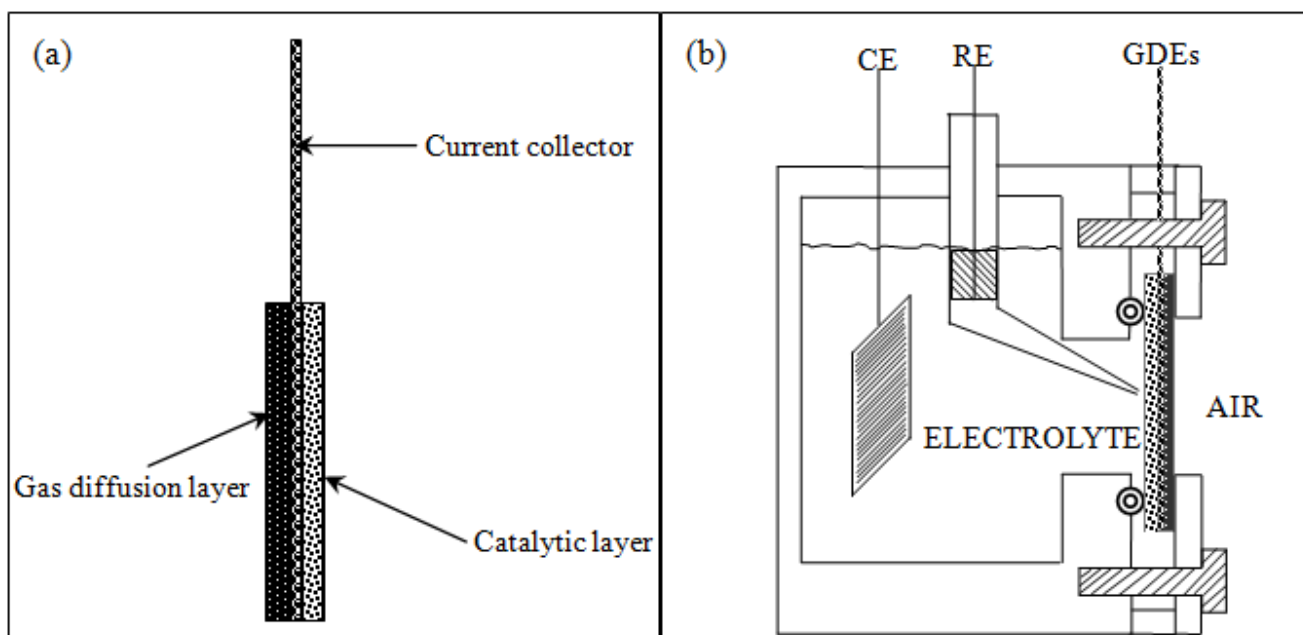 (a)
Current collector
Gas diffusion layer
Catalytic layer
(b)
CE
RE
GDEs
AIR
ELECTROLYTE